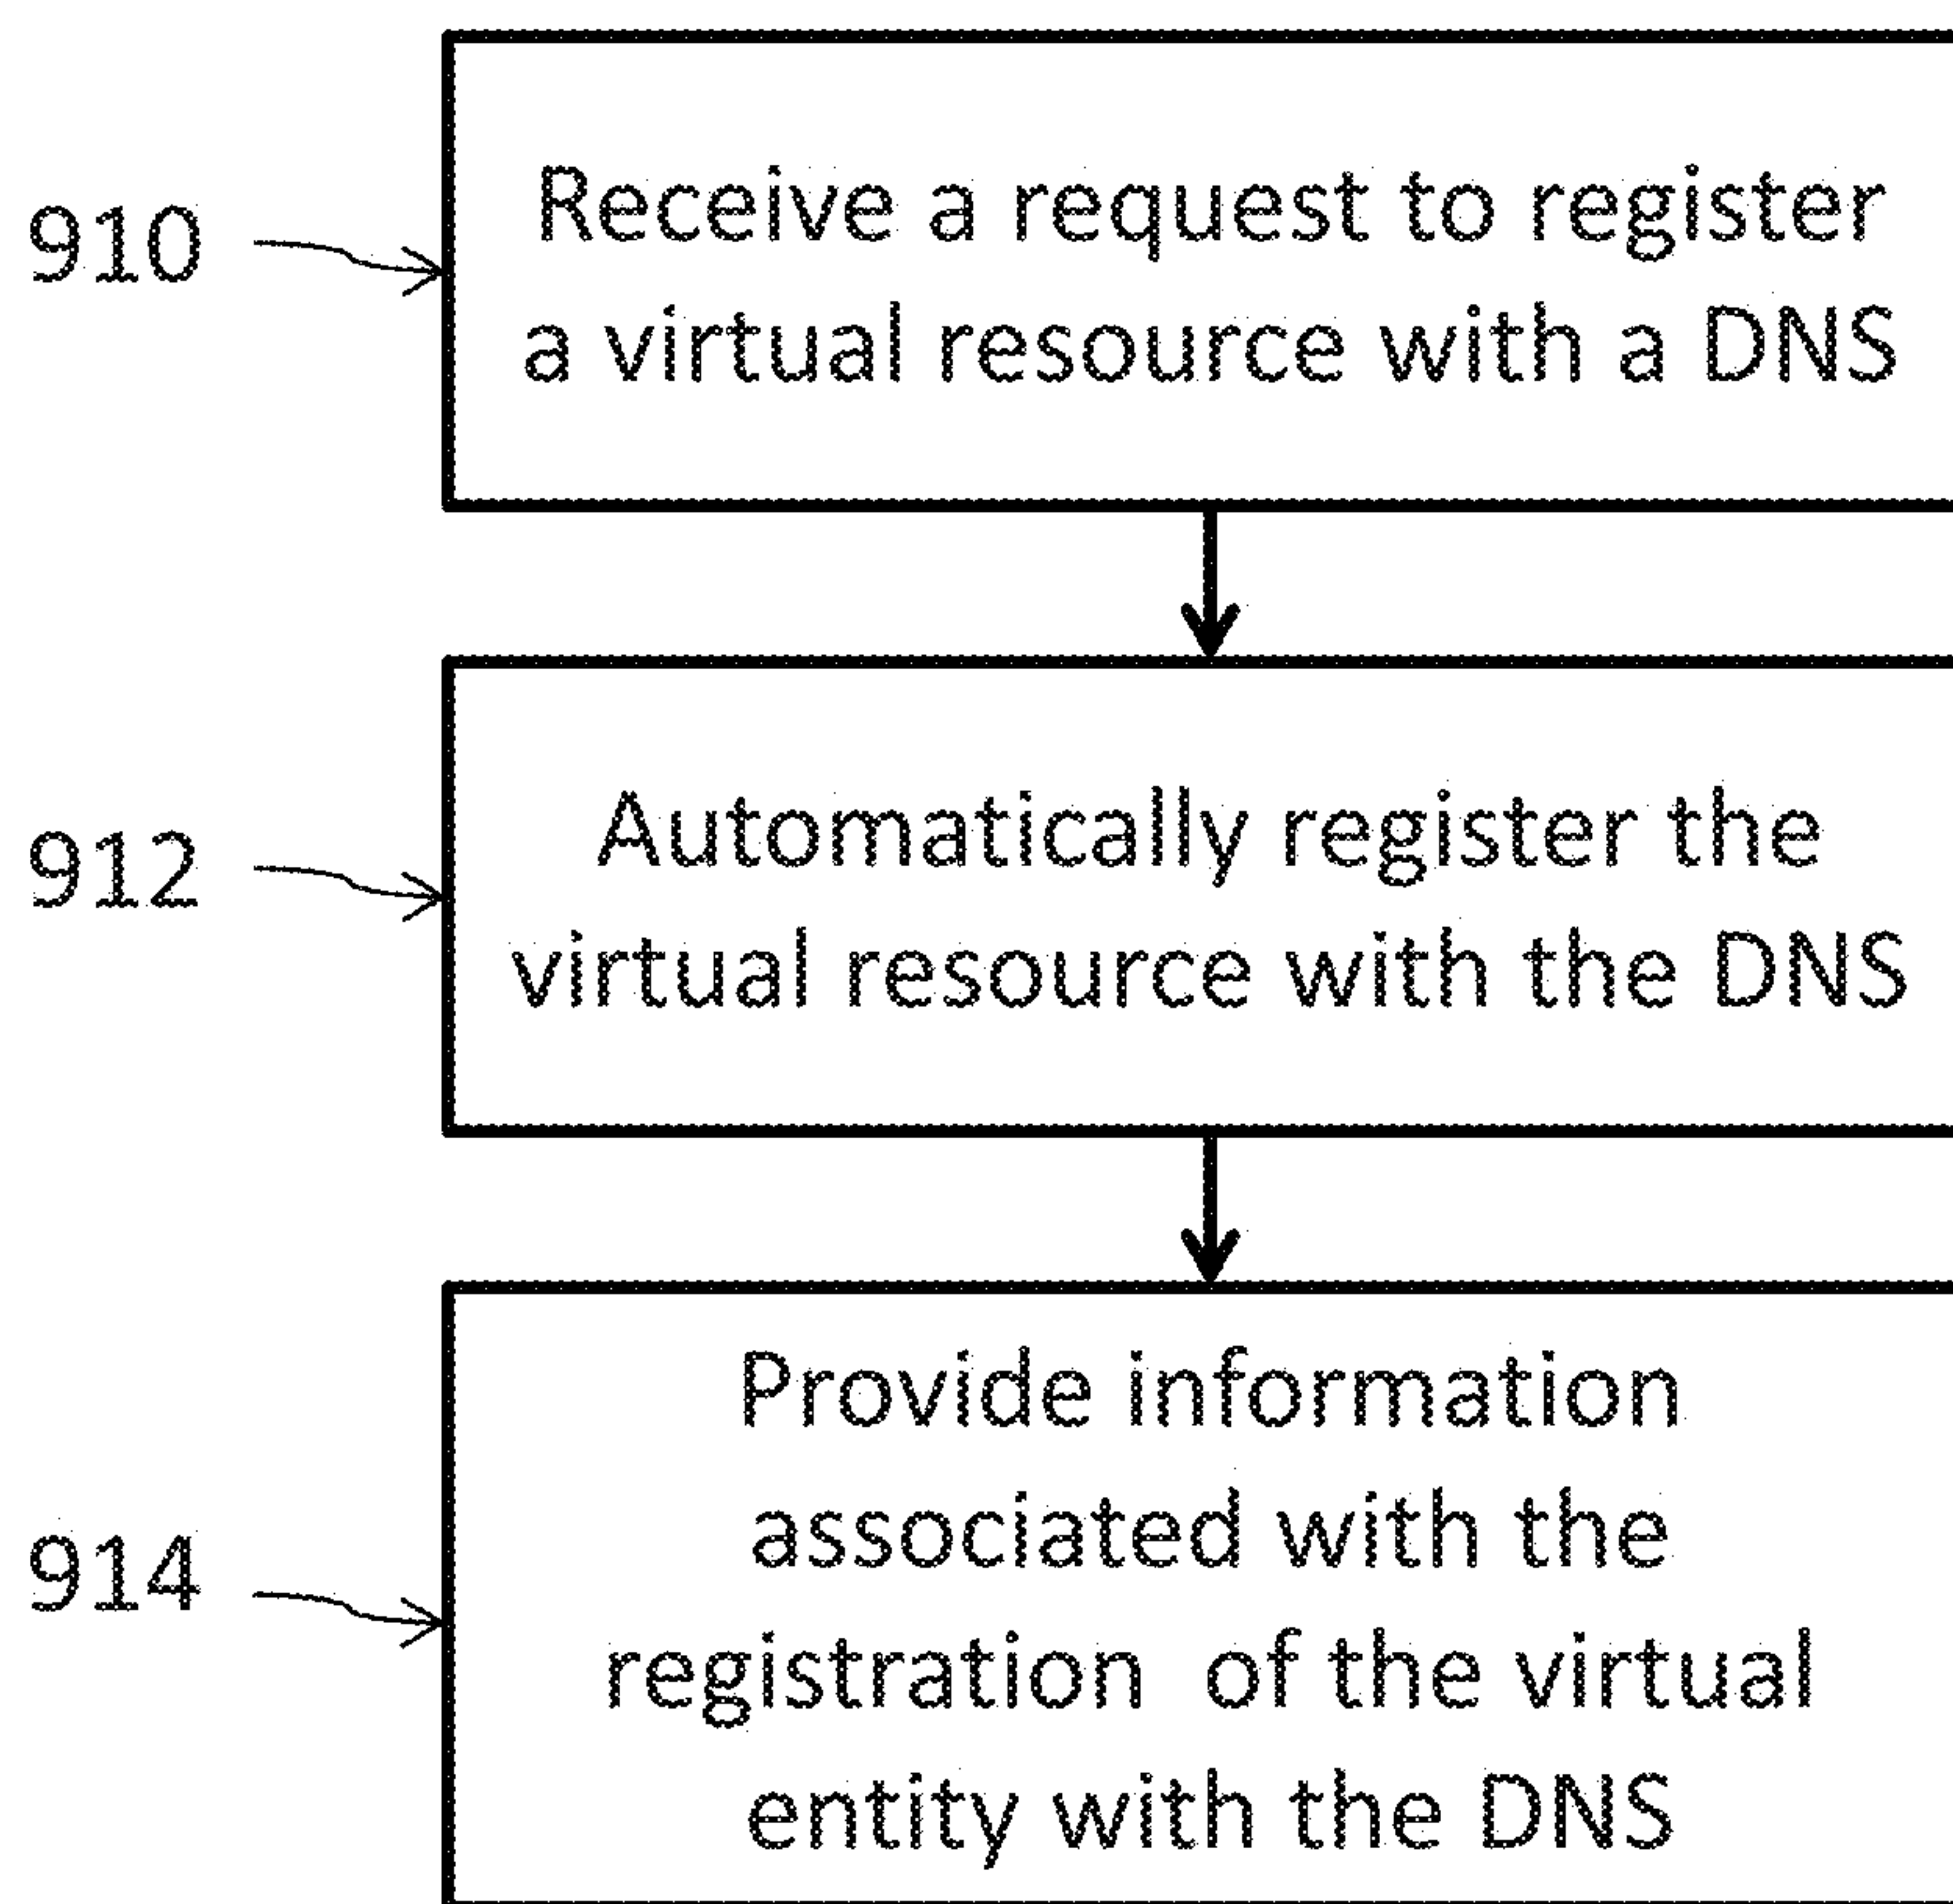 910
Receive a request to register
a virtual resource with a DNS
912
Automatically register the
virtual resource with the DNS
914
Provide information
associated with the
registration of the virtual
entity with the DNS